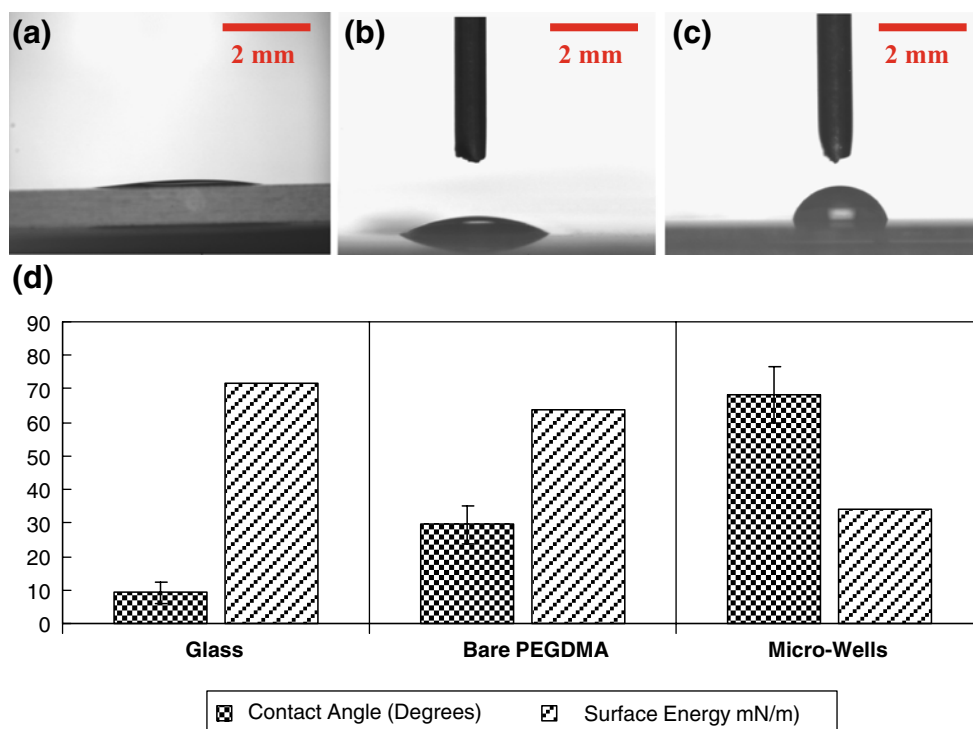 (a)
2 mm
(b)
2 mm
(c)
2 mm
(d)
90
80
70
60
50
40
30
20
10
0
Glass
Bare PEGDMA
Micro-Wells
Contact Angle (Degrees)
Surface Energy mN/m)